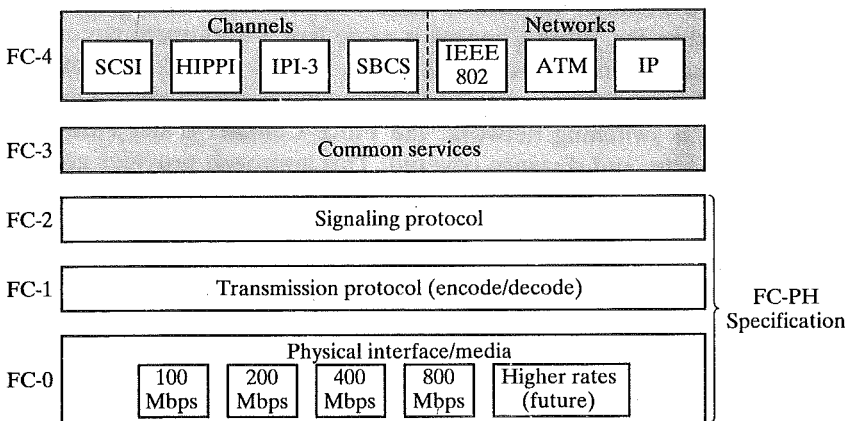 Channels Networks
FC-4 SCSI HIPPI IPI-3 SBCS IEEE 802 ATM IP
FC-3 Common services
FC-2 Signaling protocol
FC-1 Transmission protocol (encode/decode)
FC-PH
Specification
Physical interface/media
FC-0 100 Mbps 200 Mbps 400 Mbps 800 Mbps Higher rates (future)